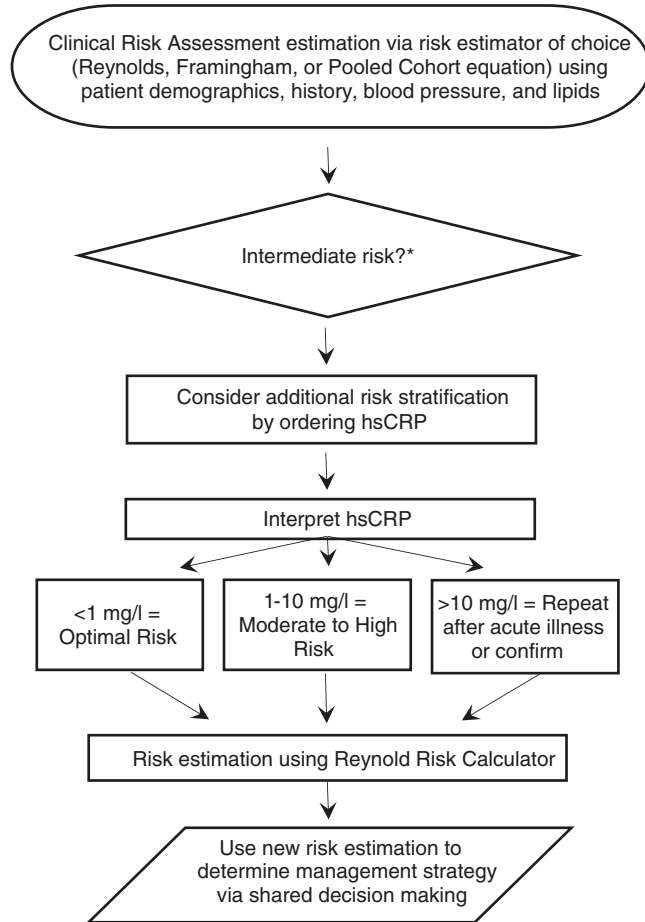 Clinical Risk Assessment estimation via risk estimator of choice
(Reynolds, Framingham, or Pooled Cohort equation) using
patient demographics, history, blood pressure, and lipids
Intermediate risk?*
Consider additional risk stratification
by ordering hsCRP
Interpret hsCRP
<1 mg/l =
Optimal Risk
1-10 mg/l =
Moderate to High
Risk
>10 mg/l = Repeat
after acute illness
or confirm
Risk estimation using Reynold Risk Calculator
Use new risk estimation to
determine management strategy
via shared decision making